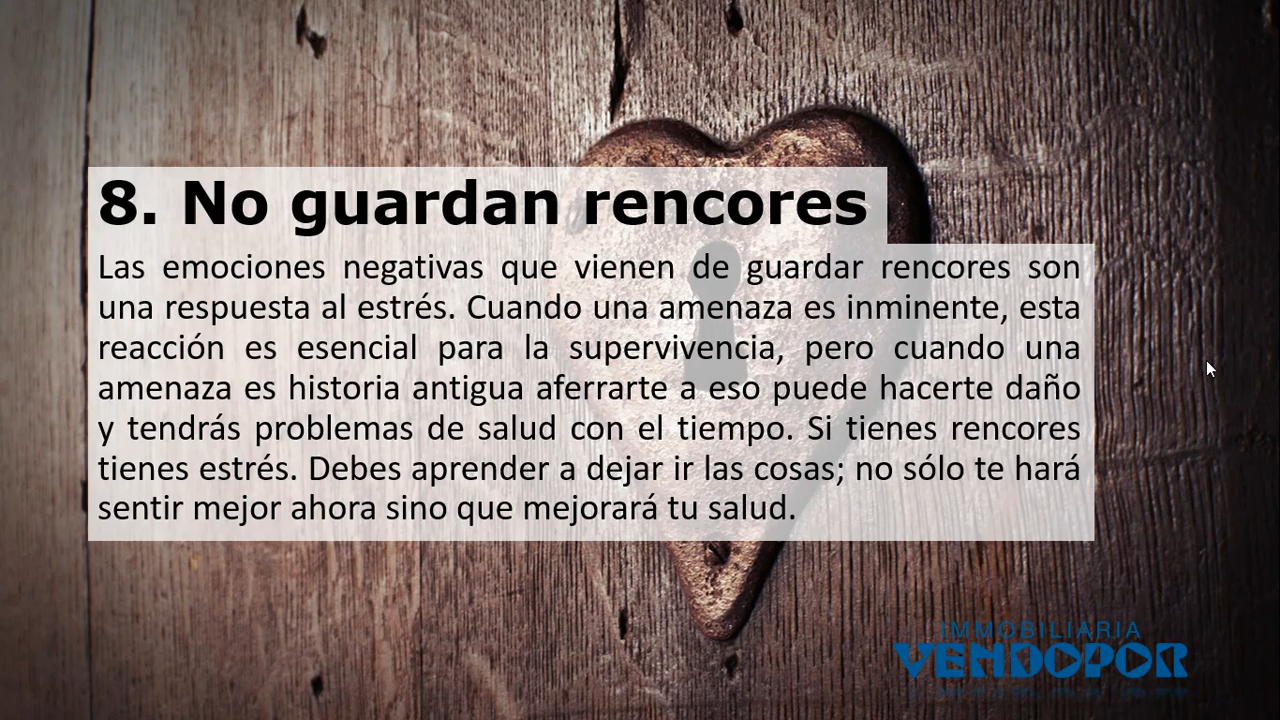 8. No guardan rencores
Las emociones negativas que vienen de guardar rencores son
una respuesta al estrés. Cuando una amenaza es inminente, esta
reacción es esencial para la supervivencia, pero cuando una
amenaza es historia antigua aferrarte a eso puede hacerte daño
y tendrás problemas de salud con el tiempo. Si tienes rencores
tienes estrés. Debes aprender a dejar ir las cosas; no sólo te hará
sentir mejor ahora sino que mejorará tu salud.
IMMOBILIARIA
VENDOPOR